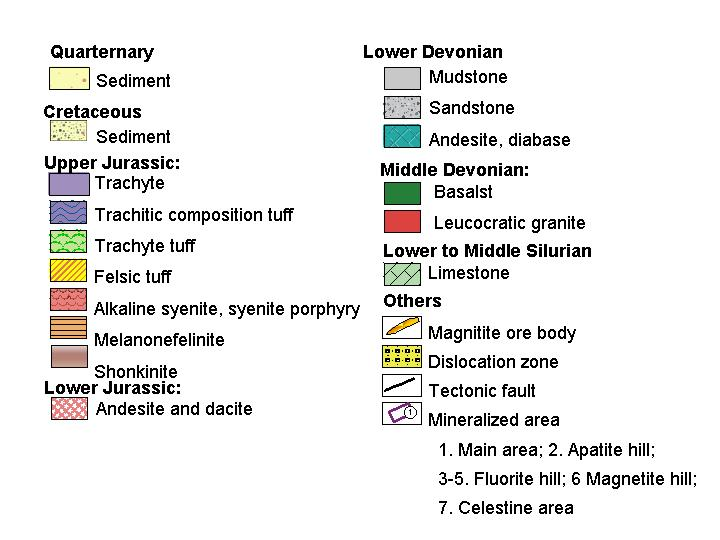 Quarternary
Sediment
Cretaceous
Sediment
Upper Jurassic:
Trachyte
Trachitic composition tuff
Trachyte tuff
Felsic tuff
Alkaline syenite, syenite porphyry
Melanonefelinite
Shonkinite
Lower Jurassic:
Andesite and dacite
Lower Devonian
Mudstone
Sandstone
Andesite, diabase
Middle Devonian:
Basalst
Leucocratic granite
Lower to Middle Silurian
Limestone
Others
Magnitite ore body
Dislocation zone
Tectonic fault
1
Mineralized area
1. Main area; 2. Apatite hill;
3-5. Fluorite hill; 6 Magnetite hill;
7. Celestine area